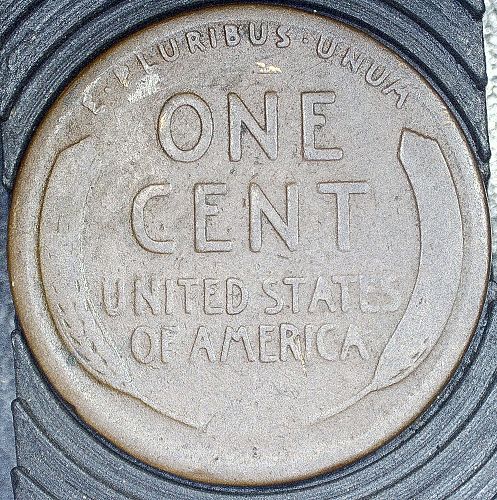 E·PLURIBUS·UNUM
ONE
CENT
UNITED STATES
OF AMERICA